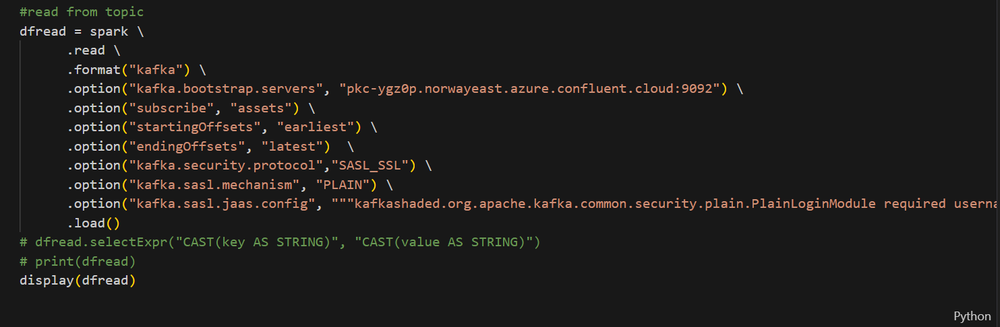 #read from topic
dfread = spark \
.read \
.format("kafka") \
.option("kafka.bootstrap.servers", "pkc-ygz0p.norwayeast.azure.confluent.cloud:9092") \
.option("subscribe", "assets") \
.option("startingOffsets", "earliest") \
.option("endingOffsets", "latest")  \
.option("kafka.security.protocol","SASL_SSL") \
.option("kafka.sasl.mechanism", "PLAIN") \
.option("kafka.sasl.jaas.config", """kafkashaded.org.apache.kafka.common.security.plain.PlainLoginModule required userna
.load()
# dfread.selectExpr("CAST(key AS STRING)", "CAST(value AS STRING)")
# print(dfread)
display(dfread)
Python